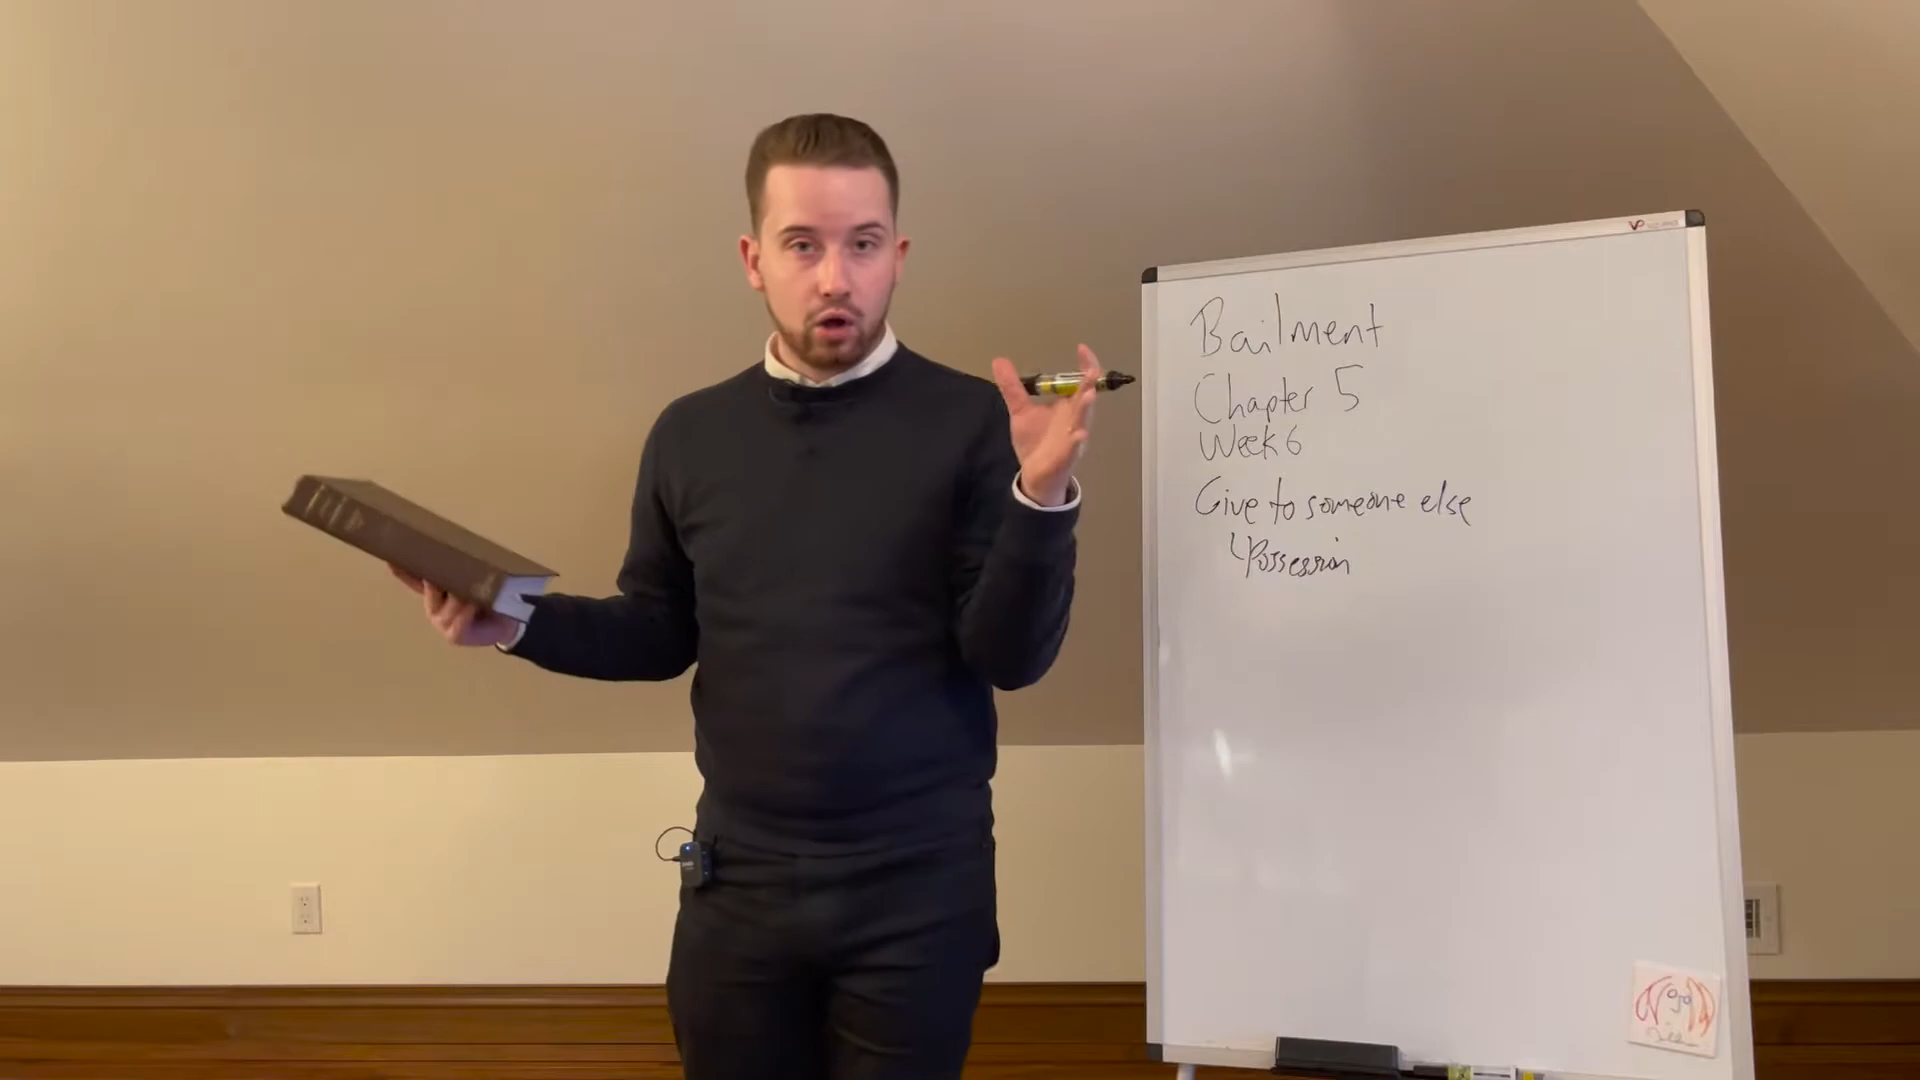 Bailment
Chapter 5
Week 6
Give to someone else
↳Possession